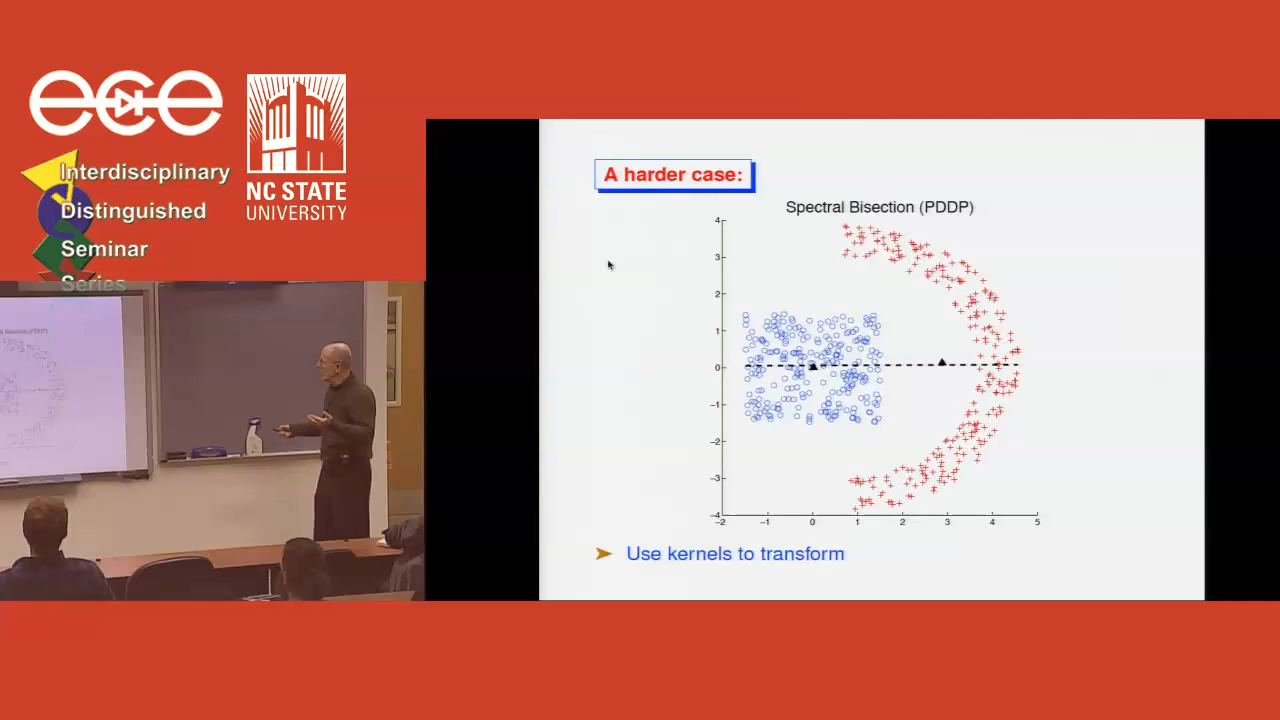 ece
Interdisciplinary
Distinguished
Seminar
Series
NC STATE
UNIVERSITY
A harder case:
Spectral Bisection (PDDP)
4
3
2
1
0
−1
−2
−3
−4
−2 −1 0 1 2 3 4 5
➤ Use kernels to transform